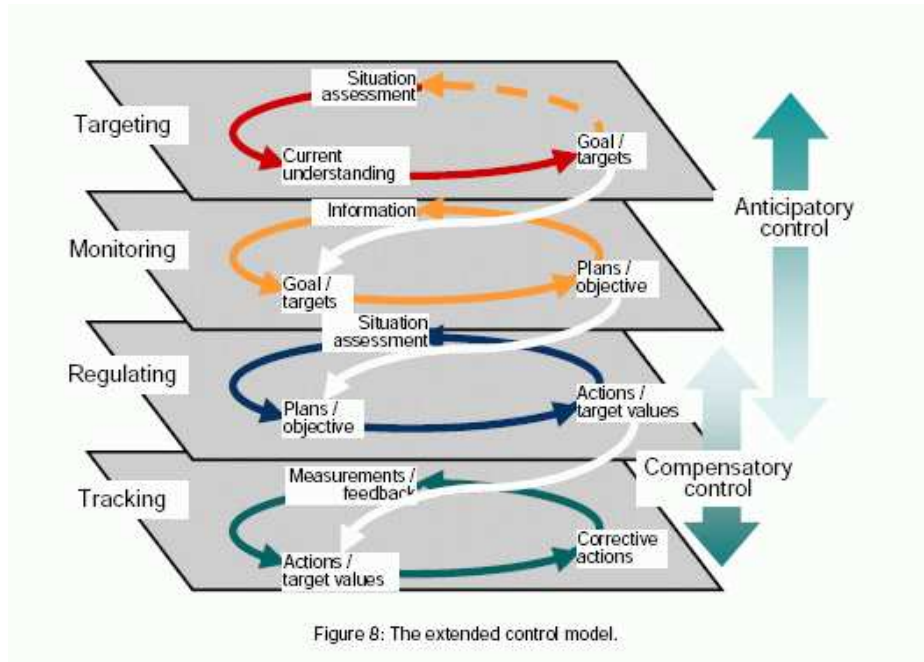 Situation
assessment
Targeting
Goal /
targets
Current
understanding
Anticipatory
control
Information
Monitoring
Plans /
objective
Goal /
targets
Situation
assessment
Regulating
Actions /
target values
Plans /
objective
Compensatory
control
Measurements /
feedback
Tracking
Corrective
actions
Actions /
target values
Figure 8: The extended control model.